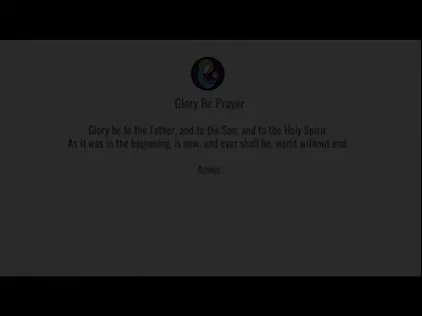 Glory Be Prayer
Glory be to the Father, and to the Son, and to the Holy Spirit.
As it was in the beginning, is now, and ever shall be, world without end.
Amen.